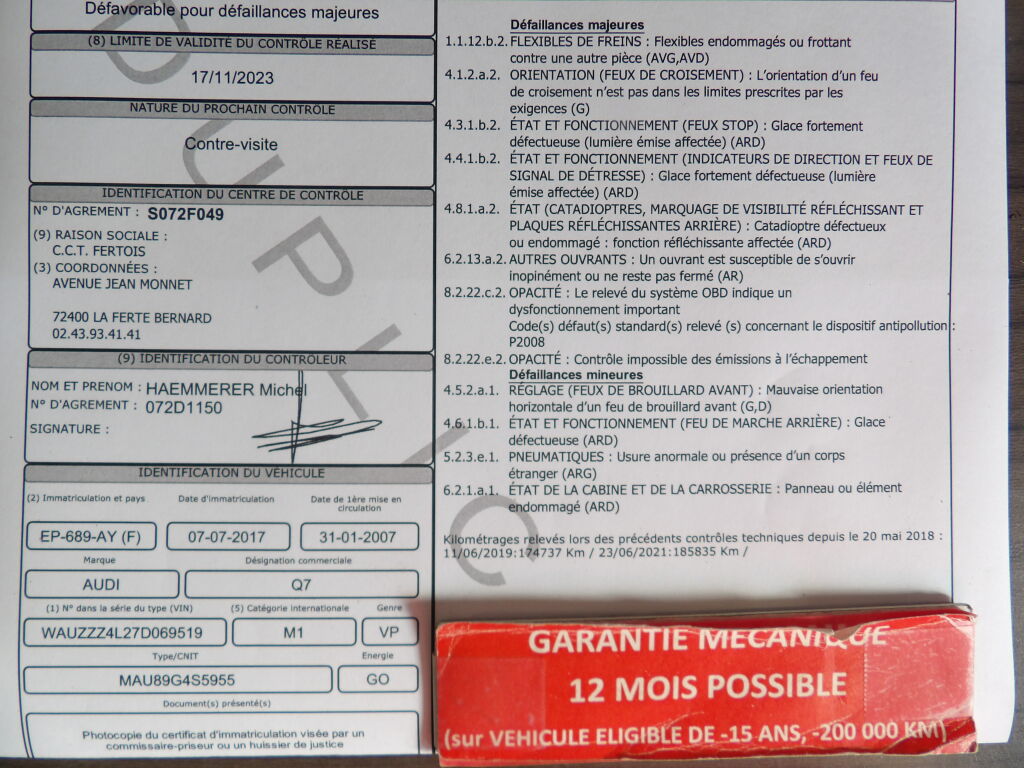 Défavorable pour défaillances majeures
(8) LIMITE DE VALIDITÉ DU CONTRÔLE RÉALISÉ
17/11/2023
NATURE DU PROCHAIN CONTRÔLE
Contre-visite
IDENTIFICATION DU CENTRE DE CONTRÔLE
N° D'AGREMENT : S072F049
(9) RAISON SOCIALE :
C.C.T. FERTOIS
(3) COORDONNÉES :
AVENUE JEAN MONNET
72400 LA FERTE BERNARD
02.43.93.41.41
(9) IDENTIFICATION DU CONTRÔLEUR
NOM ET PRENOM : HAEMMERER Michel
N° D'AGREMENT : 072D1150
SIGNATURE :
IDENTIFICATION DU VÉHICULE
(2) Immatriculation et pays
Date d'immatriculation
Date de 1ère mise en
circulation
EP-689-AY (F)
07-07-2017
31-01-2007
Marque
Désignation commerciale
AUDI
Q7
(1) N° dans la série du type (VIN)
(5) Catégorie internationale
Genre
WAUZZZ4L27D069519
M1
VP
Type/CNIT
Energie
MAU89G4S5955
GO
Document(s) présenté(s)
Photocopie du certificat d'immatriculation visée par un
commissaire-priseur ou un huissier de justice
Défaillances majeures
1.1.12.b.2. FLEXIBLES DE FREINS : Flexibles endommagés ou frottant
contre une autre pièce (AVG,AVD)
4.1.2.a.2. ORIENTATION (FEUX DE CROISEMENT) : L'orientation d'un feu
de croisement n'est pas dans les limites prescrites par les
exigences (G)
4.3.1.b.2. ÉTAT ET FONCTIONNEMENT (FEUX STOP) : Glace fortement
défectueuse (lumière émise affectée) (ARD)
4.4.1.b.2. ÉTAT ET FONCTIONNEMENT (INDICATEURS DE DIRECTION ET FEUX DE
SIGNAL DE DÉTRESSE) : Glace fortement défectueuse (lumière
émise affectée) (ARD)
4.8.1.a.2. ÉTAT (CATADIOPTRES, MARQUAGE DE VISIBILITÉ RÉFLÉCHISSANT ET
PLAQUES RÉFLÉCHISSANTES ARRIÈRE) : Catadioptre défectueux
ou endommagé : fonction réfléchissante affectée (ARD)
6.2.13.a.2. AUTRES OUVRANTS : Un ouvrant est susceptible de s'ouvrir
inopinément ou ne reste pas fermé (AR)
8.2.22.c.2. OPACITÉ : Le relevé du système OBD indique un
dysfonctionnement important
Code(s) défaut(s) standard(s) relevé (s) concernant le dispositif antipollution :
P2008
8.2.22.e.2. OPACITÉ : Contrôle impossible des émissions à l'échappement
Défaillances mineures
4.5.2.a.1. RÉGLAGE (FEUX DE BROUILLARD AVANT) : Mauvaise orientation
horizontale d'un feu de brouillard avant (G,D)
4.6.1.b.1. ÉTAT ET FONCTIONNEMENT (FEU DE MARCHE ARRIÈRE) : Glace
défectueuse (ARD)
5.2.3.e.1. PNEUMATIQUES : Usure anormale ou présence d'un corps
étranger (ARG)
6.2.1.a.1. ÉTAT DE LA CABINE ET DE LA CARROSSERIE : Panneau ou élément
endommagé (ARD)
Kilométrages relevés lors des précédents contrôles techniques depuis le 20 mai 2018 :
11/06/2019:174737 Km / 23/06/2021:185835 Km /
DUPLIC
GARANTIE MECANIQUE
12 MOIS POSSIBLE
(sur VEHICULE ELIGIBLE DE -15 ANS, -200 000 KM)